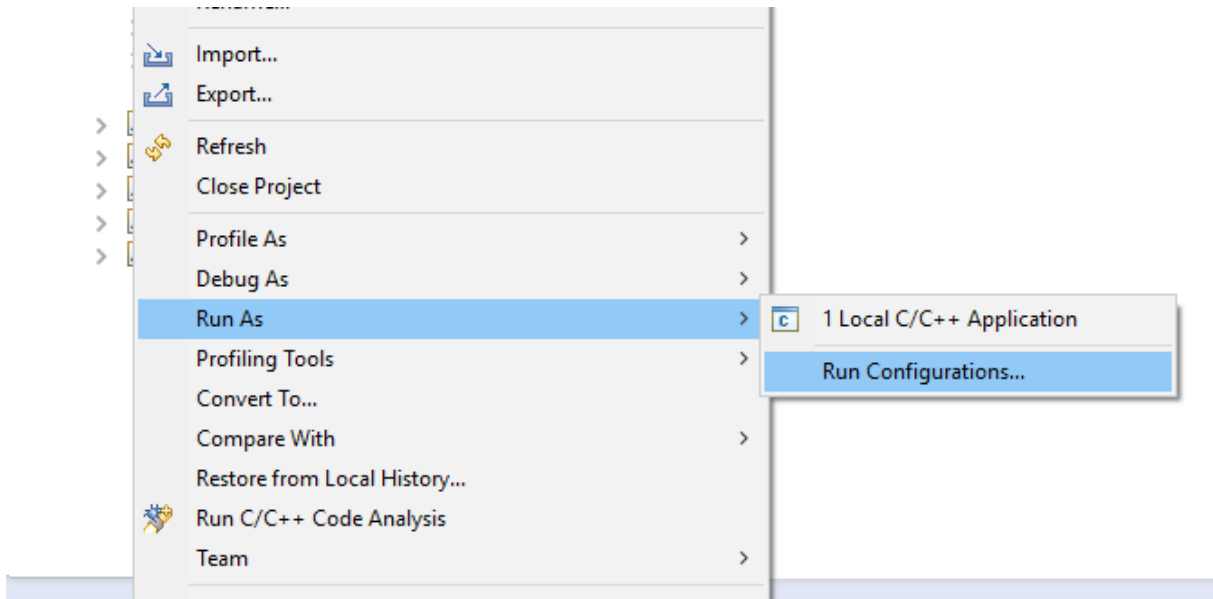 Import...
Export...
Refresh
Close Project
Profile As
Debug As
Run As
1 Local C/C++ Application
Profiling Tools
Run Configurations...
Convert To...
Compare With
Restore from Local History...
Run C/C++ Code Analysis
Team